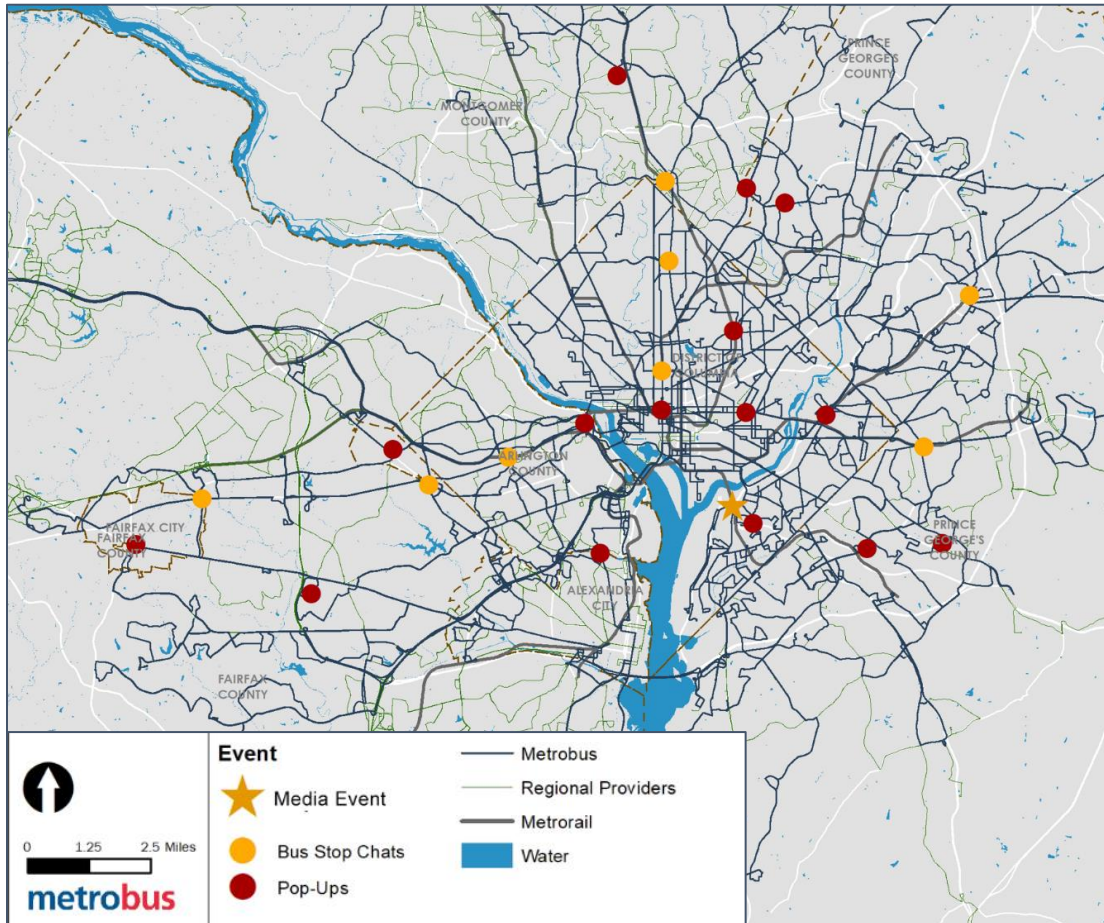 PRINCE
GEORGE'S
COUNTY
MONTGOMERY
COUNTY
DISTRICT OF
COLUMBIA
ARLINGTON
COUNTY
FAIRFAX CITY
FAIRFAX
COUNTY
PRINCE
GEORGE'S
COUNTY
ALEXANDRIA
CITY
FAIRFAX
COUNTY
0 1.25 2.5 Miles
metrobus
Event
Media Event
Bus Stop Chats
Pop-Ups
Metrobus
Regional Providers
Metrorail
Water